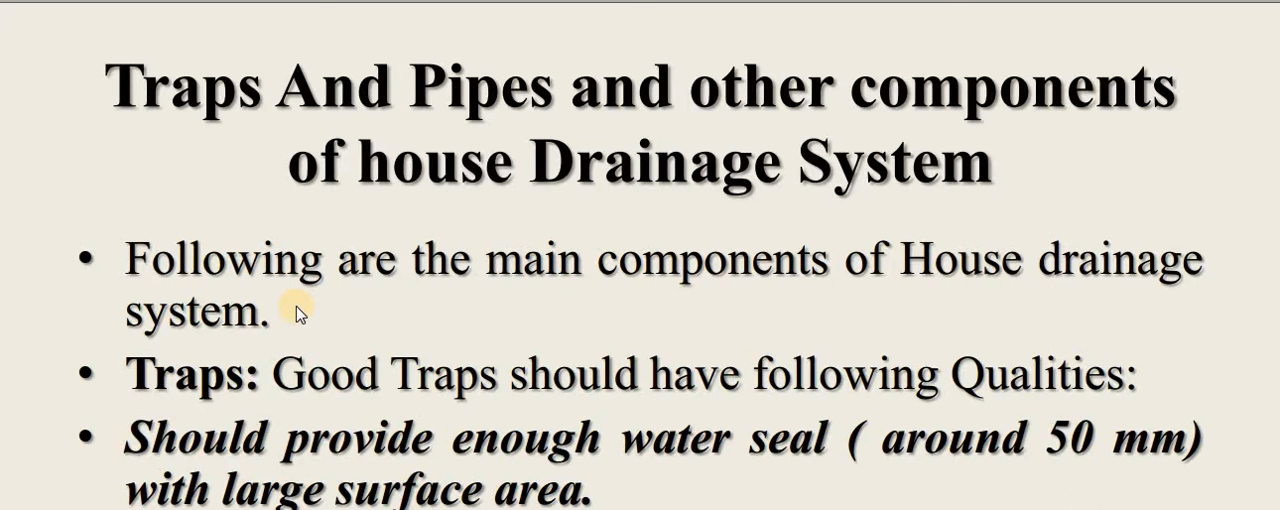 Traps And Pipes and other components
of house Drainage System
• Following are the main components of House drainage
system.
• Traps: Good Traps should have following Qualities:
• Should provide enough water seal ( around 50 mm)
with large surface area.